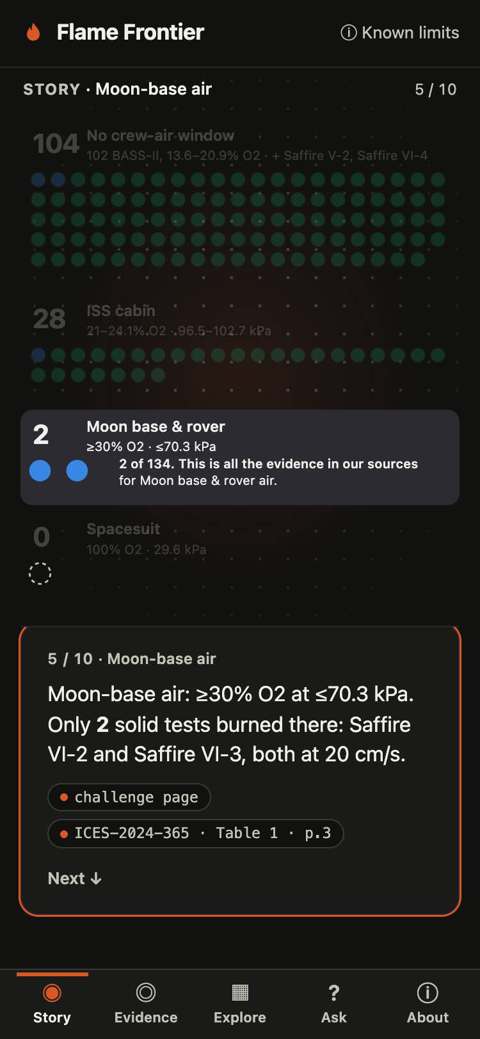 Flame Frontier
ⓘ Known limits
STORY · Moon-base air
5 / 10
104
No crew-air window
102 BASS-II, 13.6–20.9% O2 · + Saffire V-2, Saffire VI-4
28
ISS cabin
21–24.1% O2 · 96.5–102.7 kPa
2
Moon base & rover
≥30% O2 · ≤70.3 kPa
2 of 134. This is all the evidence in our sources
for Moon base & rover air.
0
Spacesuit
100% O2 · 29.6 kPa
5 / 10 · Moon-base air
Moon-base air: ≥30% O2 at ≤70.3 kPa.
Only 2 solid tests burned there: Saffire
VI-2 and Saffire VI-3, both at 20 cm/s.
challenge page
ICES-2024-365 · Table 1 · p.3
Next ↓
Story
Evidence
Explore
? Ask
About